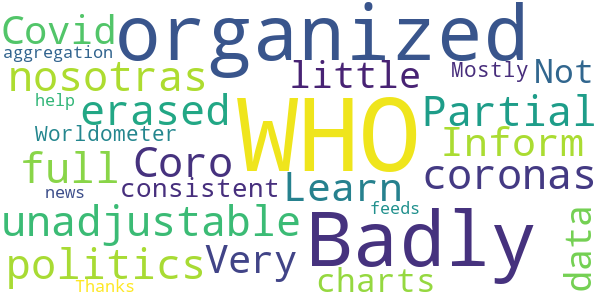 Covid organized
aggregation
nosotras little Mostly Not
help erased WHO Partial
Worldometer Inform
full Coro coronas
news consistent Learn
unadjustable Badly feeds data
politics Very charts
Thanks